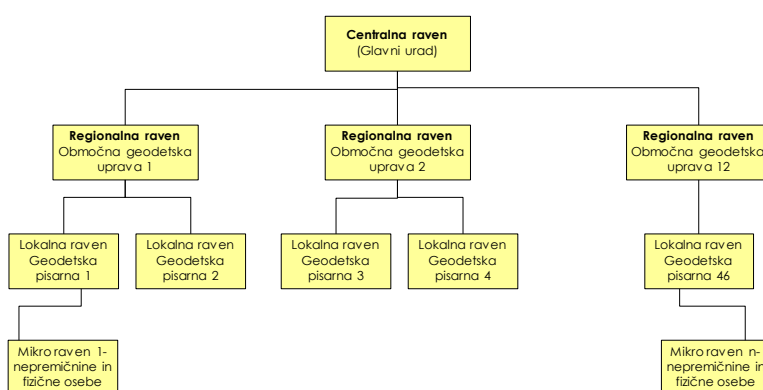 Centralna raven
(Glavni urad)
Regionalna raven
Območna geodetska
uprava 1
Regionalna raven
Območna geodetska
uprava 2
Regionalna raven
Območna geodetska
uprava 12
Lokalna raven
Geodetska
pisarna 1
Lokalna raven
Geodetska
pisarna 2
Lokalna raven
Geodetska
pisarna 3
Lokalna raven
Geodetska
pisarna 4
Lokalna raven
Geodetska
pisarna 46
Mikro raven 1-
nepremičnine in
fizične osebe
Mikro raven n-
nepremičnine in
fizične osebe